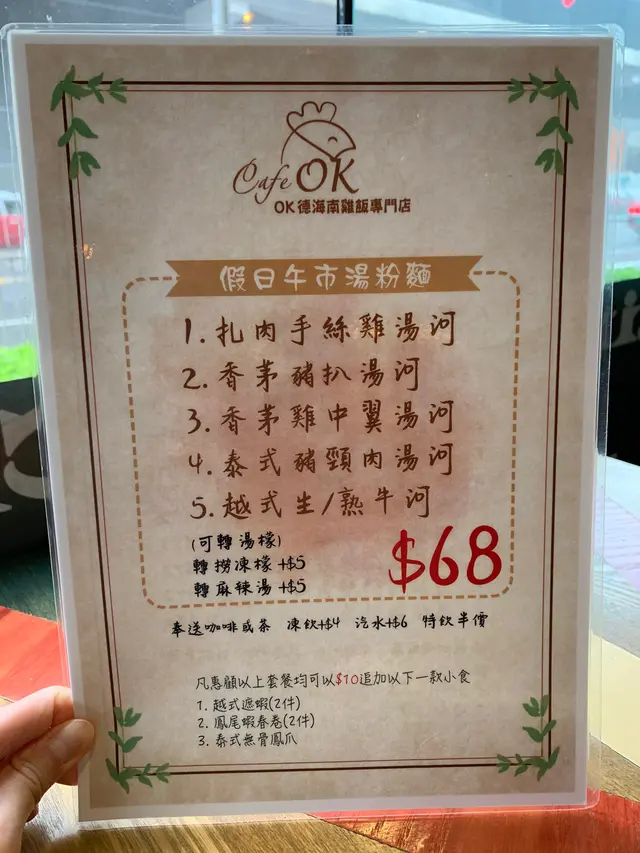 Cafe OK
OK德海南雞飯專門店
假日午市湯粉麵
1. 扎肉手絲雞湯河
2. 香茅豬扒湯河
3. 香茅雞中翼湯河
4. 泰式豬頸肉湯河
5. 越式生/熟牛河
(可轉湯檬)
轉撈凍檬 +$5
轉麻辣湯 +$5
$68
奉送咖啡或茶 凍飲+$4 汽水+$6 特飲半價
凡惠顧以上套餐均可以$10追加以下一款小食
1. 越式遮蝦(2件)
2. 鳳尾蝦春卷(2件)
3. 泰式無骨鳳爪